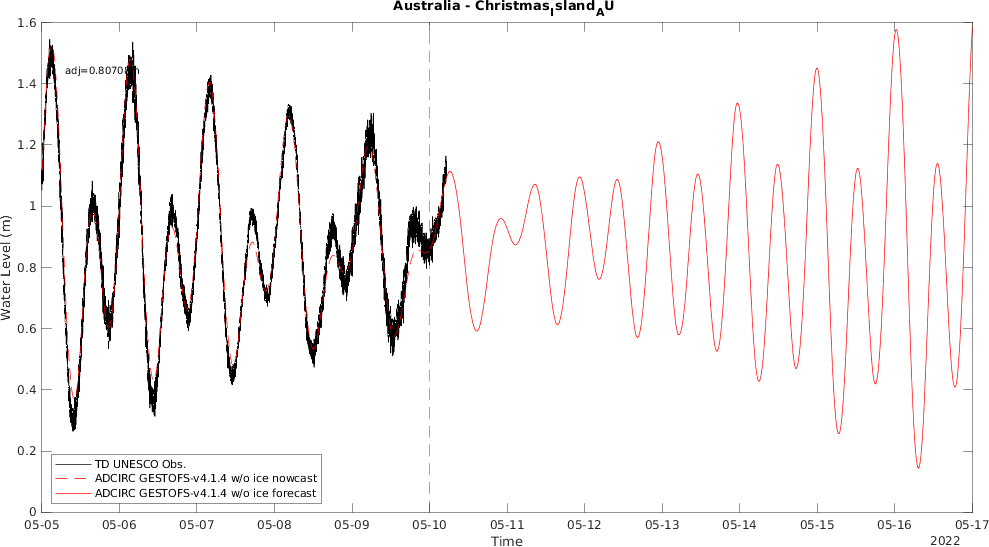 Australia - Christmas_Island_AU
1.6
1.4
1.2
1
0.8
0.6
0.4
0.2
0
Water Level (m)
adj=0.8070
TD UNESCO Obs.
ADCIRC GESTOFS-v4.1.4 w/o ice nowcast
ADCIRC GESTOFS-v4.1.4 w/o ice forecast
05-05 05-06 05-07 05-08 05-09 05-10 05-11 05-12 05-13 05-14 05-15 05-16 05-17
Time
2022